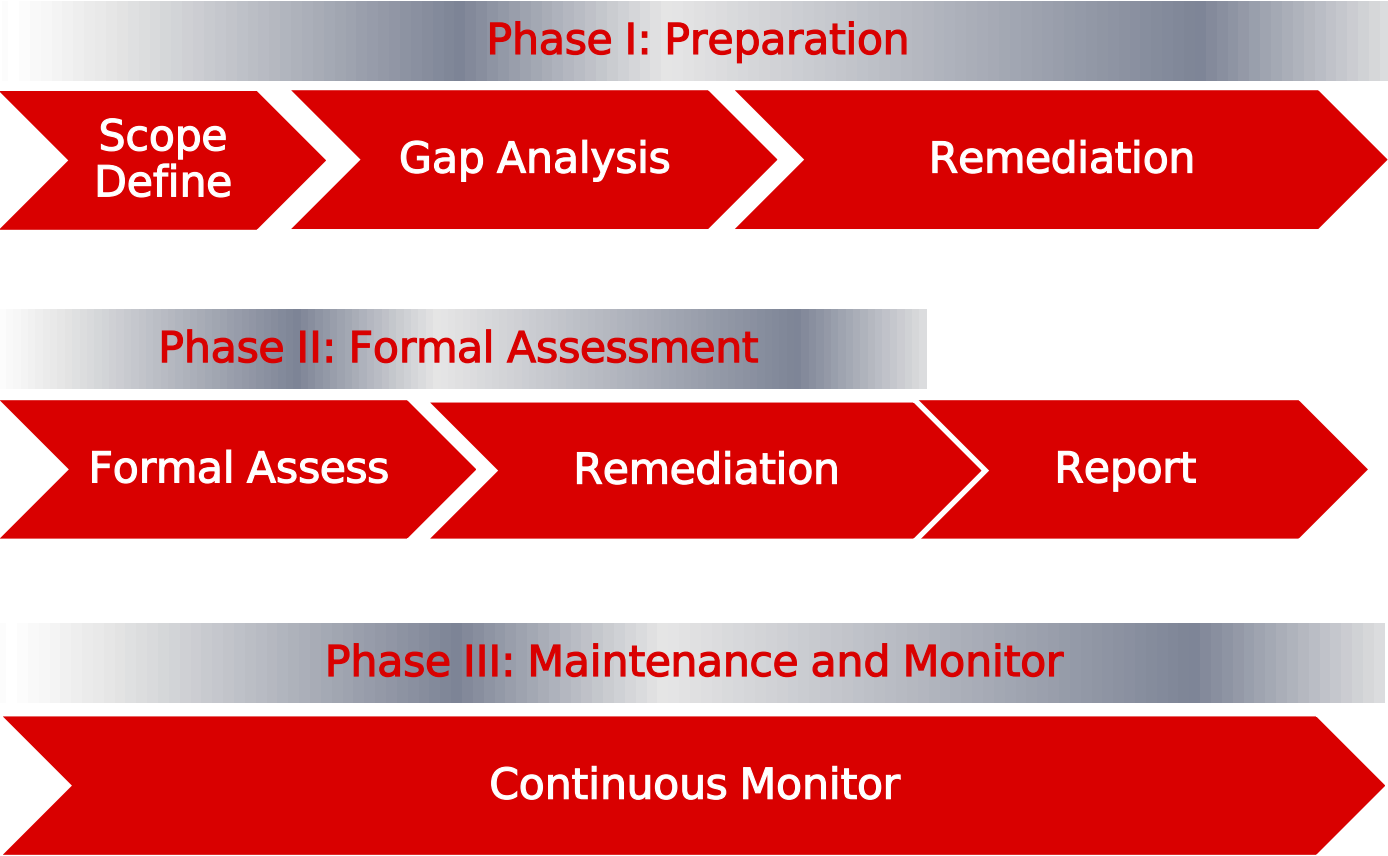 Phase I: Preparation
Scope
Define
Gap Analysis
Remediation
Phase II: Formal Assessment
Formal Assess
Remediation
Report
Phase III: Maintenance and Monitor
Continuous Monitor